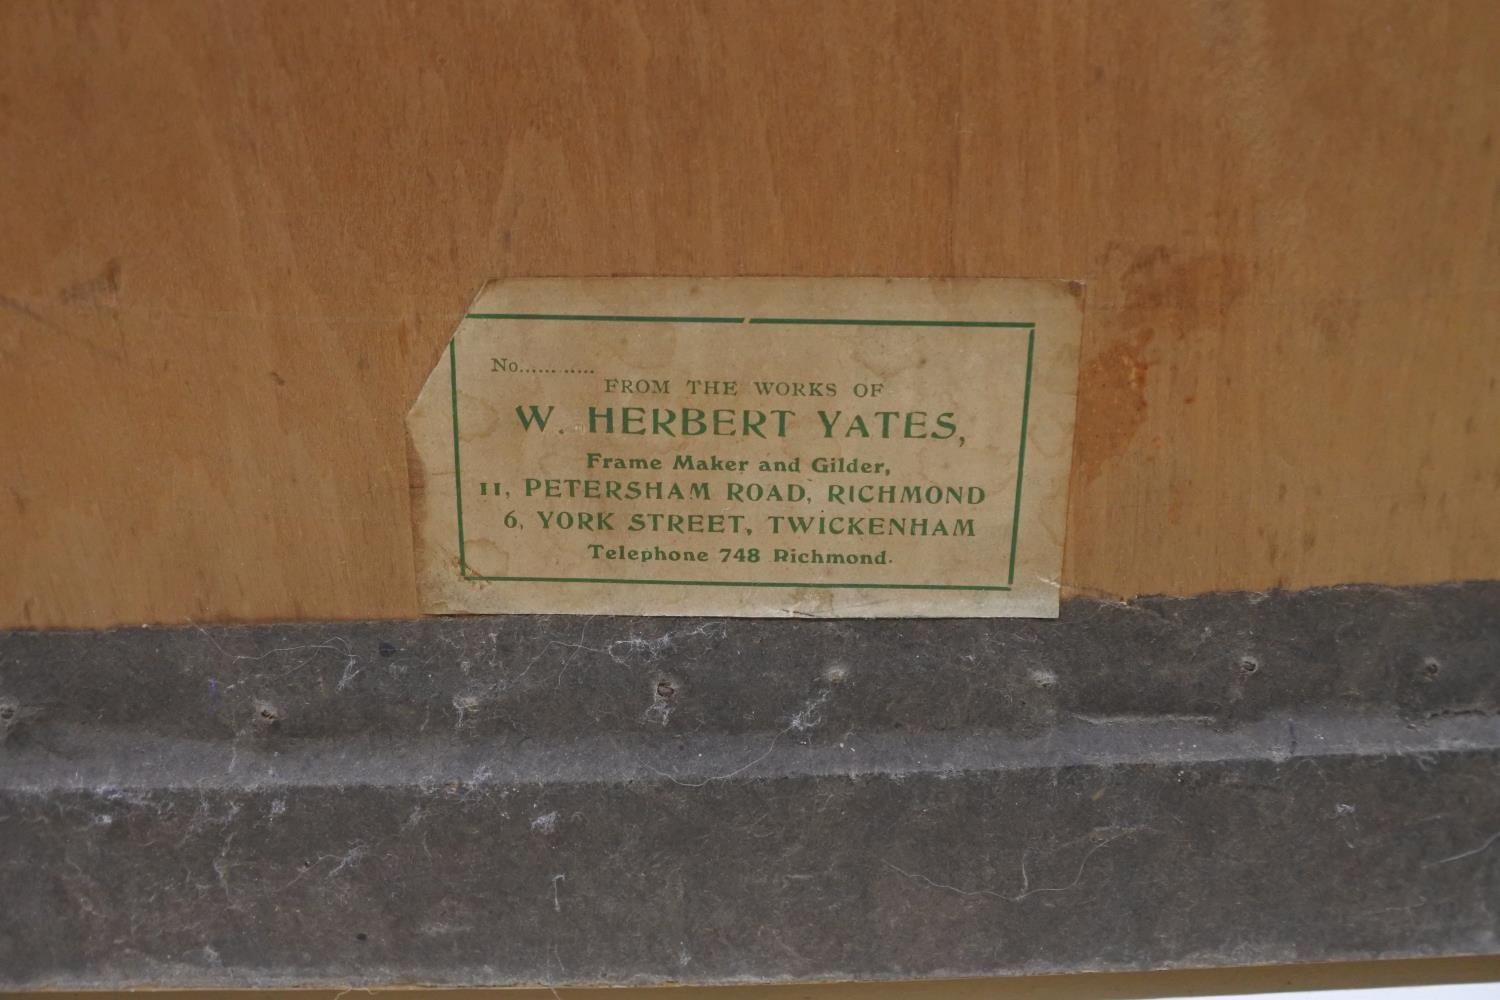 No...... .....
FROM THE WORKS OF
W. HERBERT YATES,
Frame Maker and Gilder,
11, PETERSHAM ROAD, RICHMOND
6, YORK STREET, TWICKENHAM
Telephone 748 Richmond.